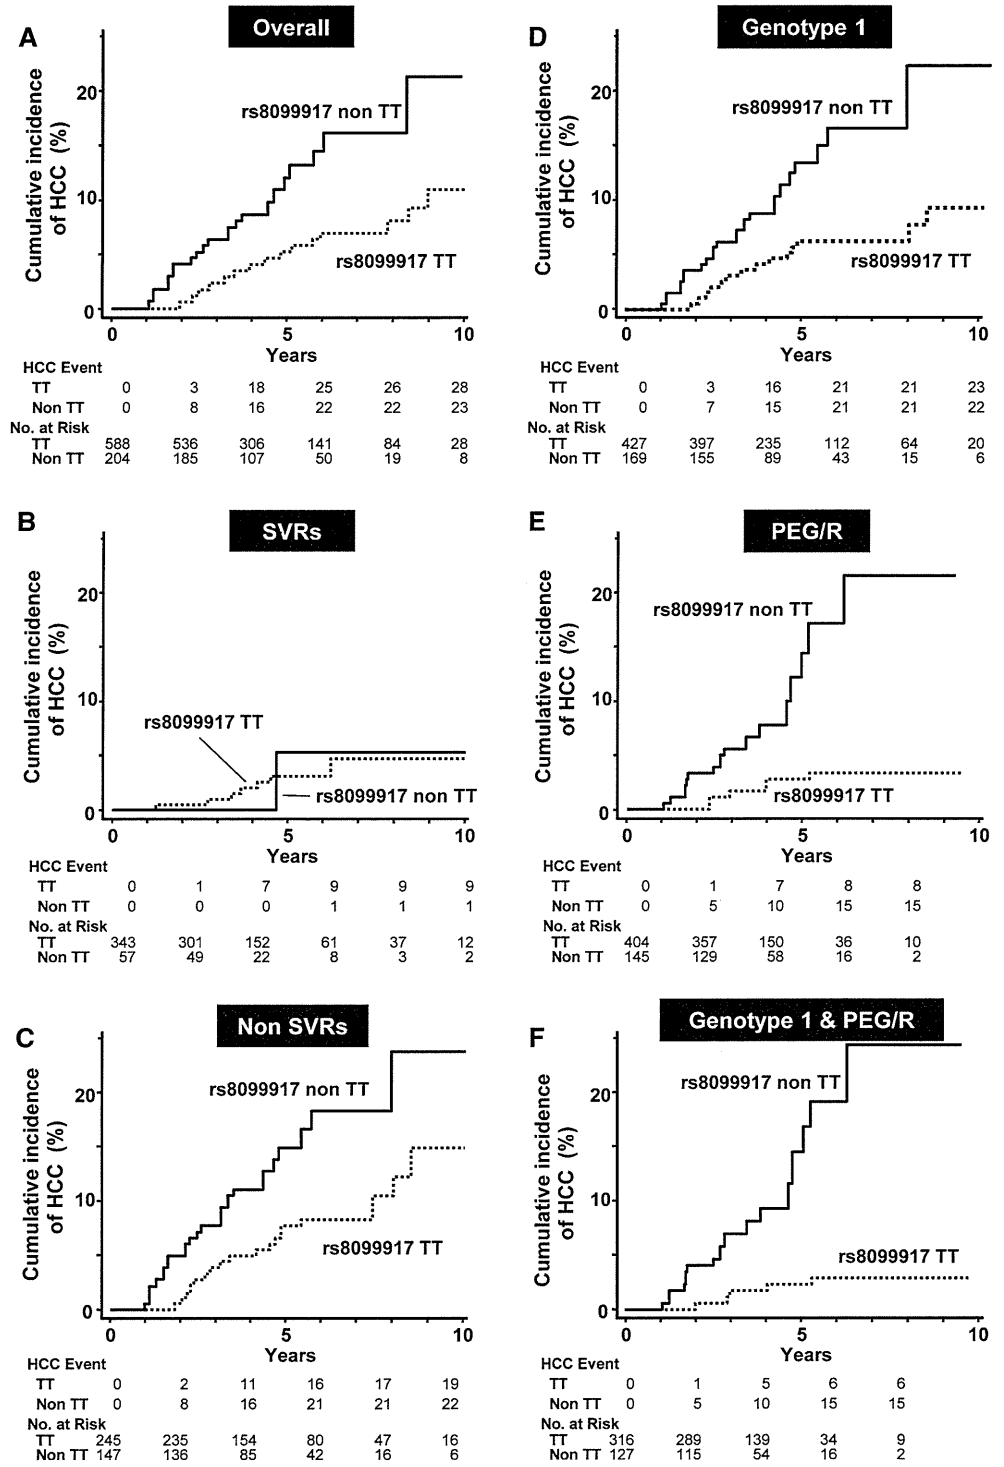 A
Overall
Cumulative incidence
of HCC (%)
20
10
0
rs8099917 non TT
rs8099917 TT
0 5 10
Years
HCC Event
TT 0 3 18 25 26 28
Non TT 0 8 16 22 22 23
No. at Risk
TT 588 536 306 141 84 28
Non TT 204 185 107 50 19 8
B
SVRs
Cumulative incidence
of HCC (%)
20
10
0
rs8099917 TT
rs8099917 non TT
0 5 10
Years
HCC Event
TT 0 1 7 9 9 9
Non TT 0 0 0 1 1 1
No. at Risk
TT 343 301 152 61 37 12
Non TT 57 49 22 8 3 2
C
Non SVRs
Cumulative incidence
of HCC (%)
20
10
0
rs8099917 non TT
rs8099917 TT
0 5 10
Years
HCC Event
TT 0 2 11 16 17 19
Non TT 0 8 16 21 21 22
No. at Risk
TT 245 235 154 80 47 16
Non TT 147 136 85 42 16 6
D
Genotype 1
Cumulative incidence
of HCC (%)
20
10
0
rs8099917 non TT
rs8099917 TT
0 5 10
Years
HCC Event
TT 0 3 16 21 21 23
Non TT 0 7 15 21 21 22
No. at Risk
TT 427 397 235 112 64 20
Non TT 169 155 89 43 15 6
E
PEG/R
Cumulative incidence
of HCC (%)
20
10
0
rs8099917 non TT
rs8099917 TT
0 5 10
Years
HCC Event
TT 0 1 7 8 8
Non TT 0 5 10 15 15
No. at Risk
TT 404 357 150 36 10
Non TT 145 129 58 16 2
F
Genotype 1 & PEG/R
Cumulative incidence
of HCC (%)
20
10
0
rs8099917 non TT
rs8099917 TT
0 5 10
Years
HCC Event
TT 0 1 5 6 6
Non TT 0 5 10 15 15
No. at Risk
TT 316 289 139 34 9
Non TT 127 115 54 16 2